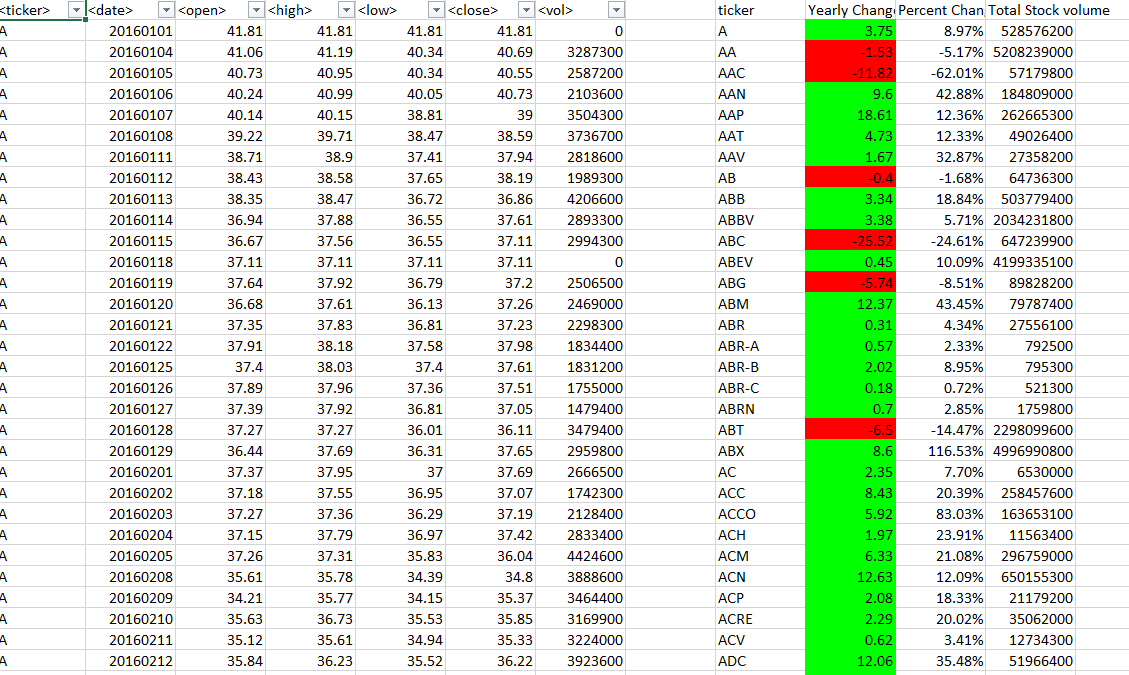 <ticker> <date> <open> <high> <low> <close> <vol> ticker Yearly Chang Percent Chan Total Stock volume
A 20160101 41.81 41.81 41.81 41.81 0 A 3.75 8.97% 528576200
A 20160104 41.06 41.19 40.34 40.69 3287300 AA -1.53 -5.17% 5208239000
A 20160105 40.73 40.95 40.34 40.55 2587200 AAC -11.82 -62.01% 57179800
A 20160106 40.24 40.99 40.05 40.73 2103600 AAN 9.6 42.88% 184809000
A 20160107 40.14 40.15 38.81 39 3504300 AAP 18.61 12.36% 262665300
A 20160108 39.22 39.71 38.47 38.59 3736700 AAT 4.73 12.33% 49026400
A 20160111 38.71 38.9 37.41 37.94 2818600 AAV 1.67 32.87% 27358200
A 20160112 38.43 38.58 37.65 38.19 1989300 AB -0.4 -1.68% 64736300
A 20160113 38.35 38.47 36.72 36.86 4206600 ABB 3.34 18.84% 503779400
A 20160114 36.94 37.88 36.55 37.61 2893300 ABBV 3.38 5.71% 2034231800
A 20160115 36.67 37.56 36.55 37.11 2994300 ABC -25.52 -24.61% 647239900
A 20160118 37.11 37.11 37.11 37.11 0 ABEV 0.45 10.09% 4199335100
A 20160119 37.64 37.92 36.79 37.2 2506500 ABG -5.74 -8.51% 89828200
A 20160120 36.68 37.61 36.13 37.26 2469000 ABM 12.37 43.45% 79787400
A 20160121 37.35 37.83 36.81 37.23 2298300 ABR 0.31 4.34% 27556100
A 20160122 37.91 38.18 37.58 37.98 1834400 ABR-A 0.57 2.33% 792500
A 20160125 37.4 38.03 37.4 37.61 1831200 ABR-B 2.02 8.95% 795300
A 20160126 37.89 37.96 37.36 37.51 1755000 ABR-C 0.18 0.72% 521300
A 20160127 37.39 37.92 36.81 37.05 1479400 ABRN 0.7 2.85% 1759800
A 20160128 37.27 37.27 36.01 36.11 3479400 ABT -6.5 -14.47% 2298099600
A 20160129 36.44 37.69 36.31 37.65 2959800 ABX 8.6 116.53% 4996990800
A 20160201 37.37 37.95 37 37.69 2666500 AC 2.35 7.70% 6530000
A 20160202 37.18 37.55 36.95 37.07 1742300 ACC 8.43 20.39% 258457600
A 20160203 37.27 37.36 36.29 37.19 2128400 ACCO 5.92 83.03% 163653100
A 20160204 37.15 37.79 36.97 37.42 2833400 ACH 1.97 23.91% 11563400
A 20160205 37.26 37.31 35.83 36.04 4424600 ACM 6.33 21.08% 296759000
A 20160208 35.61 35.78 34.39 34.8 3888600 ACN 12.63 12.09% 650155300
A 20160209 34.21 35.77 34.15 35.37 3464400 ACP 2.08 18.33% 21179200
A 20160210 35.63 36.73 35.53 35.85 3169900 ACRE 2.29 20.02% 35062000
A 20160211 35.12 35.61 34.94 35.33 3224000 ACV 0.62 3.41% 12734300
A 20160212 35.84 36.23 35.52 36.22 3923600 ADC 12.06 35.48% 51966400